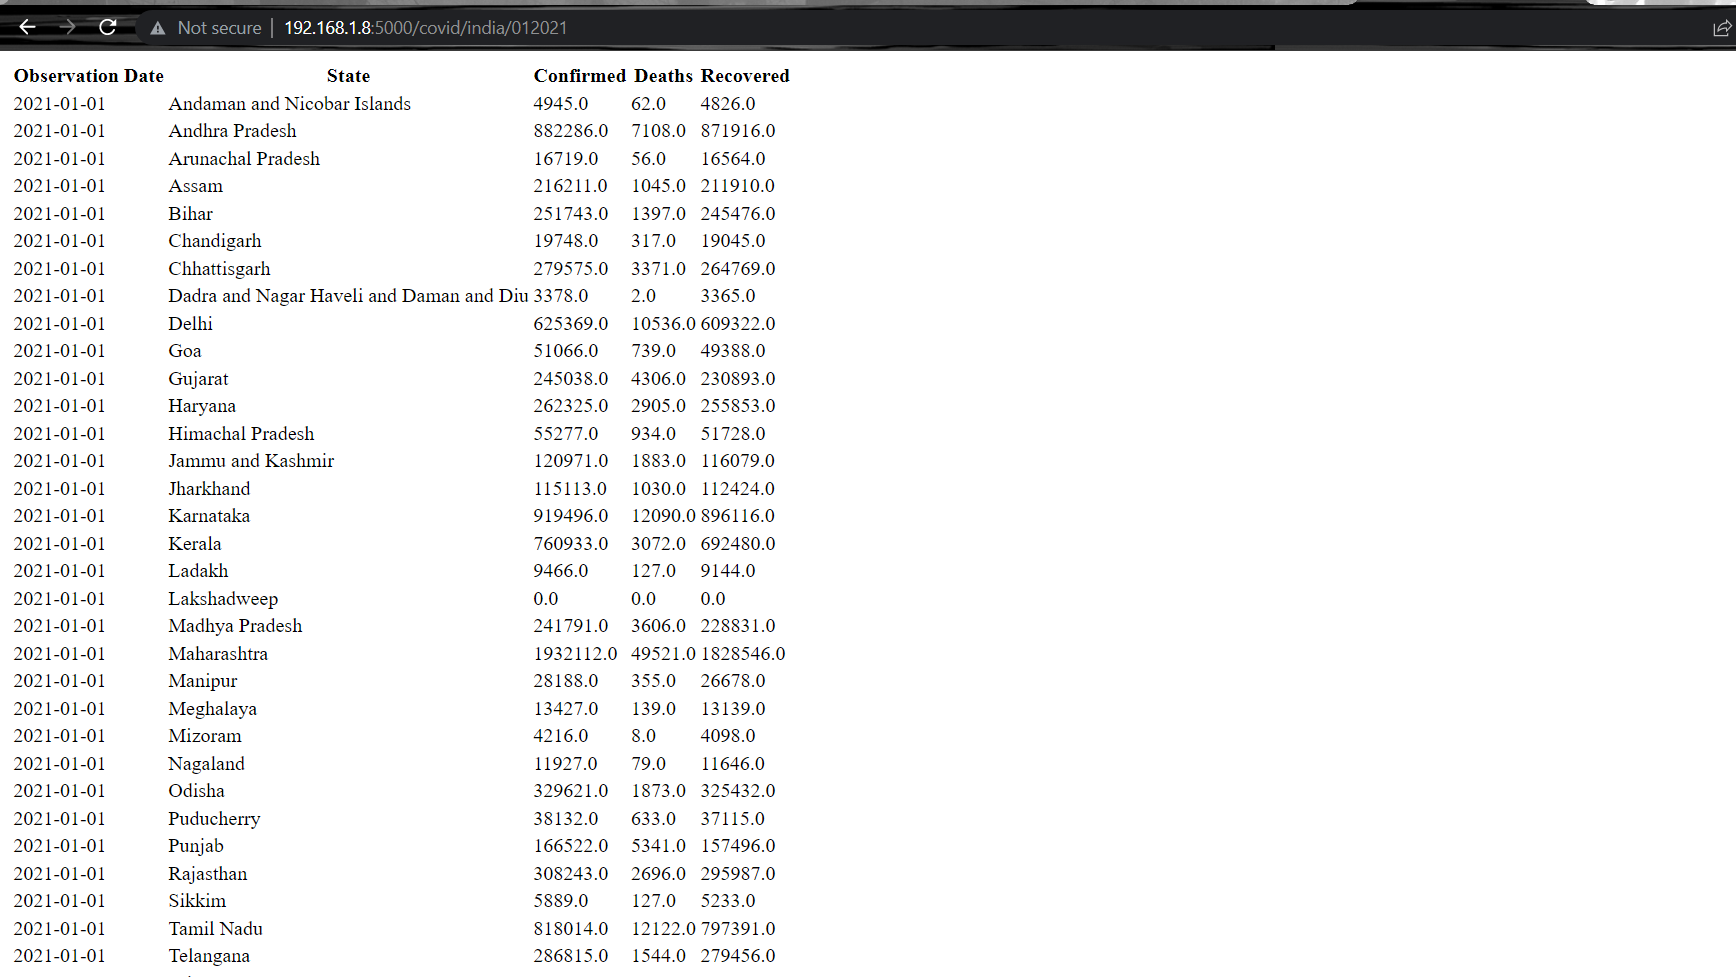 Not secure | 192.168.1.8:5000/covid/india/012021
Observation Date State Confirmed Deaths Recovered
2021-01-01 Andaman and Nicobar Islands 4945.0 62.0 4826.0
2021-01-01 Andhra Pradesh 882286.0 7108.0 871916.0
2021-01-01 Arunachal Pradesh 16719.0 56.0 16564.0
2021-01-01 Assam 216211.0 1045.0 211910.0
2021-01-01 Bihar 251743.0 1397.0 245476.0
2021-01-01 Chandigarh 19748.0 317.0 19045.0
2021-01-01 Chhattisgarh 279575.0 3371.0 264769.0
2021-01-01 Dadra and Nagar Haveli and Daman and Diu 3378.0 2.0 3365.0
2021-01-01 Delhi 625369.0 10536.0 609322.0
2021-01-01 Goa 51066.0 739.0 49388.0
2021-01-01 Gujarat 245038.0 4306.0 230893.0
2021-01-01 Haryana 262325.0 2905.0 255853.0
2021-01-01 Himachal Pradesh 55277.0 934.0 51728.0
2021-01-01 Jammu and Kashmir 120971.0 1883.0 116079.0
2021-01-01 Jharkhand 115113.0 1030.0 112424.0
2021-01-01 Karnataka 919496.0 12090.0 896116.0
2021-01-01 Kerala 760933.0 3072.0 692480.0
2021-01-01 Ladakh 9466.0 127.0 9144.0
2021-01-01 Lakshadweep 0.0 0.0 0.0
2021-01-01 Madhya Pradesh 241791.0 3606.0 228831.0
2021-01-01 Maharashtra 1932112.0 49521.0 1828546.0
2021-01-01 Manipur 28188.0 355.0 26678.0
2021-01-01 Meghalaya 13427.0 139.0 13139.0
2021-01-01 Mizoram 4216.0 8.0 4098.0
2021-01-01 Nagaland 11927.0 79.0 11646.0
2021-01-01 Odisha 329621.0 1873.0 325432.0
2021-01-01 Puducherry 38132.0 633.0 37115.0
2021-01-01 Punjab 166522.0 5341.0 157496.0
2021-01-01 Rajasthan 308243.0 2696.0 295987.0
2021-01-01 Sikkim 5889.0 127.0 5233.0
2021-01-01 Tamil Nadu 818014.0 12122.0 797391.0
2021-01-01 Telangana 286815.0 1544.0 279456.0